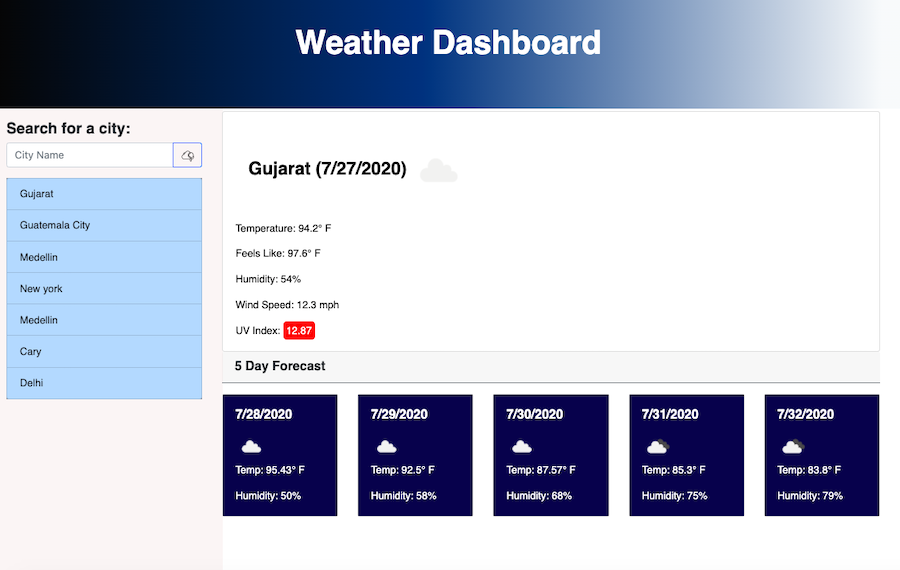 Weather Dashboard
Search for a city:
City Name
Gujarat
Guatemala City
Medellin
New york
Medellin
Cary
Delhi
Gujarat (7/27/2020)
Temperature: 94.2° F
Feels Like: 97.6° F
Humidity: 54%
Wind Speed: 12.3 mph
UV Index: 12.87
5 Day Forecast
7/28/2020
Temp: 95.43° F
Humidity: 50%
7/29/2020
Temp: 92.5° F
Humidity: 58%
7/30/2020
Temp: 87.57° F
Humidity: 68%
7/31/2020
Temp: 85.3° F
Humidity: 75%
7/32/2020
Temp: 83.8° F
Humidity: 79%